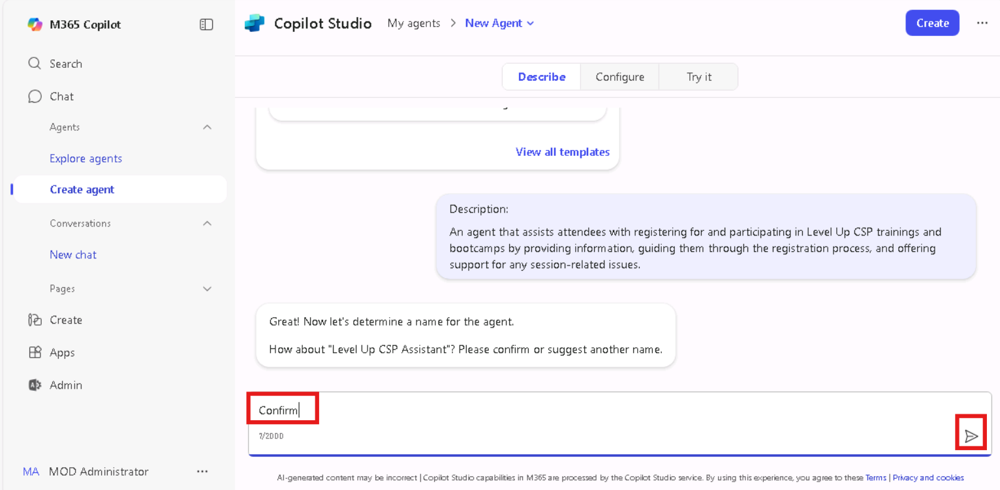 M365 Copilot
Search
Chat
Agents
Explore agents
Create agent
Conversations
New chat
Pages
Create
Apps
Admin
MA MOD Administrator
Copilot Studio My agents > New Agent
Create
Describe Configure Try it
View all templates
Description:
An agent that assists attendees with registering for and participating in Level Up CSP trainings and
bootcamps by providing information, guiding them through the registration process, and offering
support for any session-related issues.
Great! Now let's determine a name for the agent.
How about "Level Up CSP Assistant"? Please confirm or suggest another name.
Confirm
7/2000
AI-generated content may be incorrect | Copilot Studio capabilities in M365 are processed by the Copilot Studio service. By using this experience, you agree to these Terms | Privacy and cookies